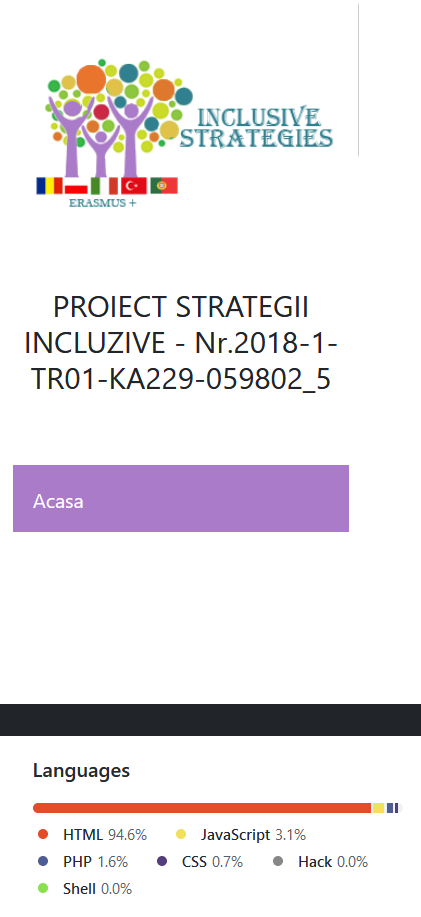 INCLUSIVE
STRATEGIES
ERASMUS +
PROIECT STRATEGII
INCLUZIVE - Nr.2018-1-
TR01-KA229-059802_5
Acasa
Languages
HTML 94.6% JavaScript 3.1%
PHP 1.6% CSS 0.7% Hack 0.0%
Shell 0.0%